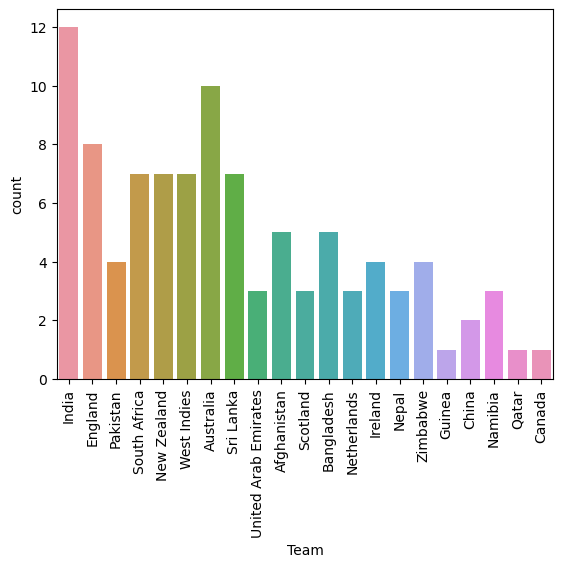 12
10
8
6
4
2
0
count
India
England
Pakistan
South Africa
New Zealand
West Indies
Australia
Sri Lanka
United Arab Emirates
Afghanistan
Scotland
Bangladesh
Netherlands
Ireland
Nepal
Zimbabwe
Guinea
China
Namibia
Qatar
Canada
Team